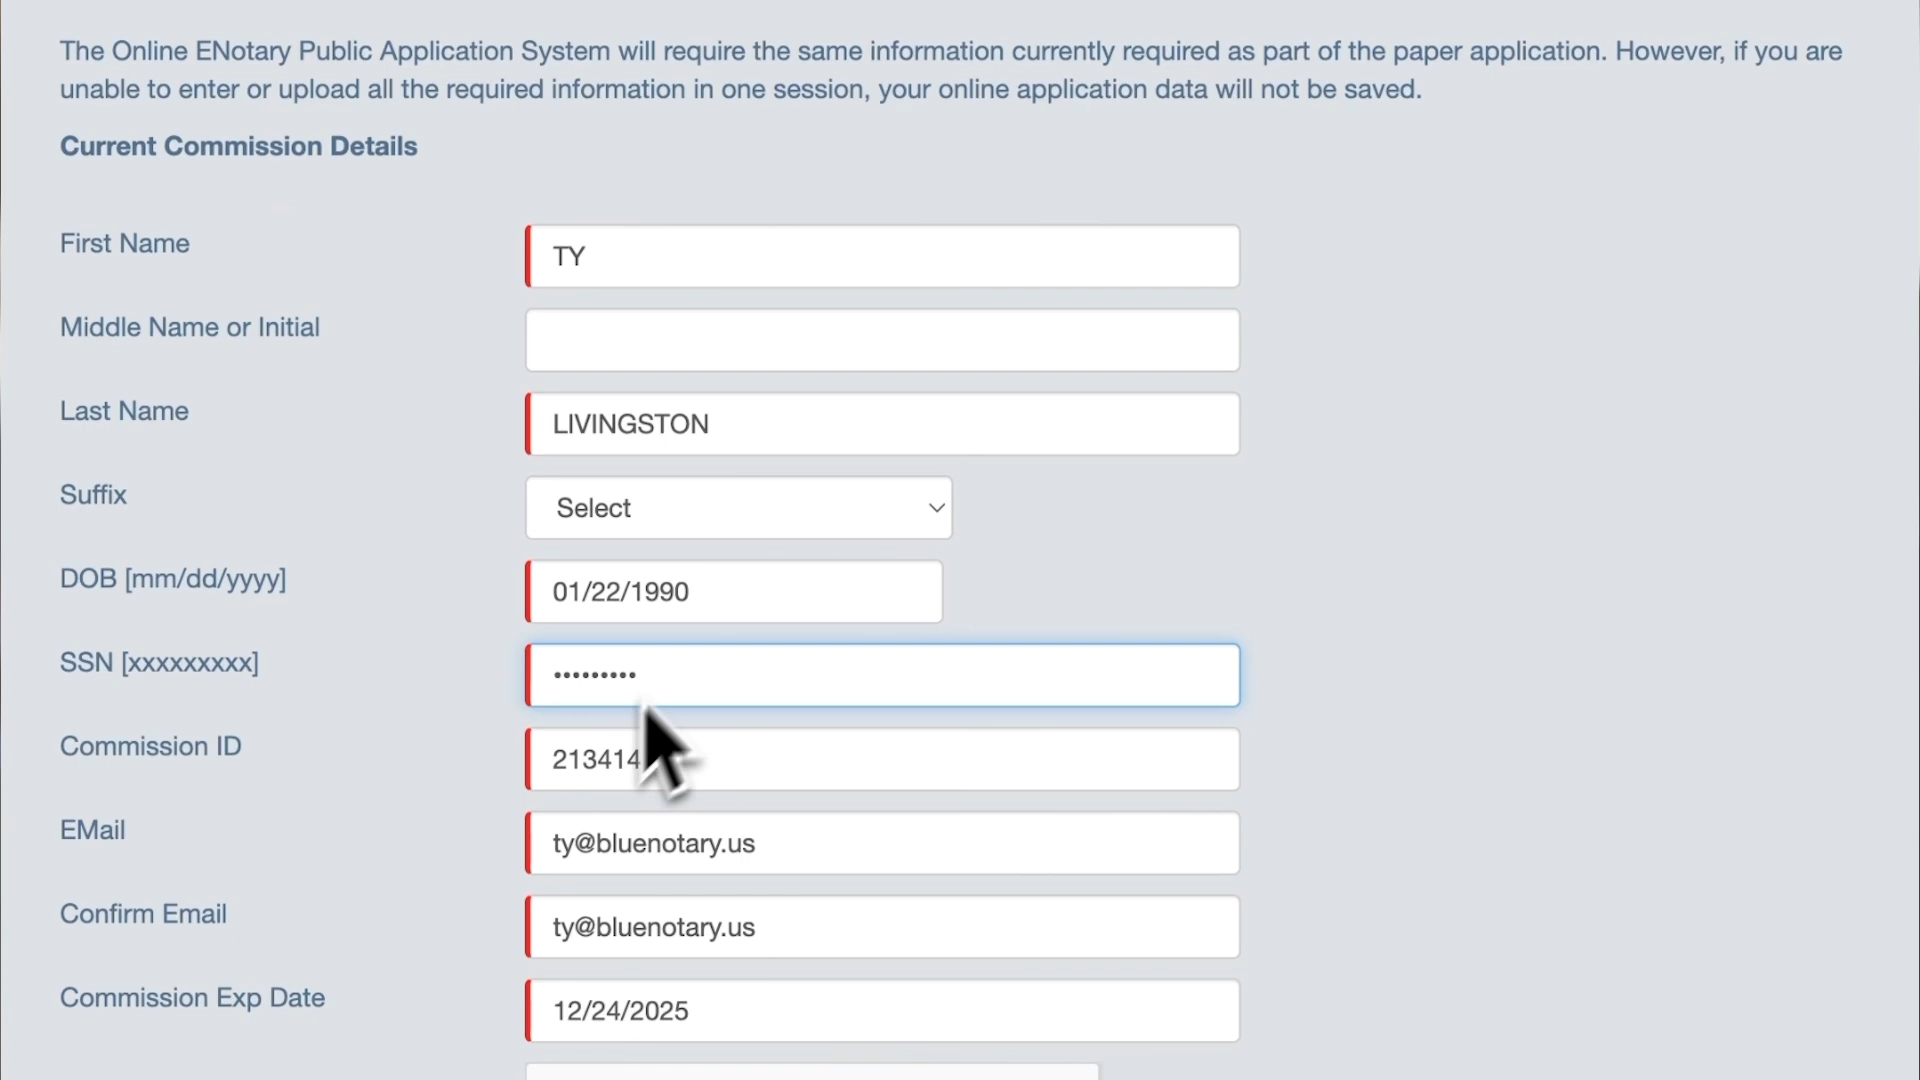 The Online ENotary Public Application System will require the same information currently required as part of the paper application. However, if you are
unable to enter or upload all the required information in one session, your online application data will not be saved.
Current Commission Details
First Name
TY
Middle Name or Initial
Last Name
LIVINGSTON
Suffix
Select
DOB [mm/dd/yyyy]
01/22/1990
SSN [xxxxxxxxx]
•••••••••
Commission ID
213414
EMail
ty@bluenotary.us
Confirm Email
ty@bluenotary.us
Commission Exp Date
12/24/2025